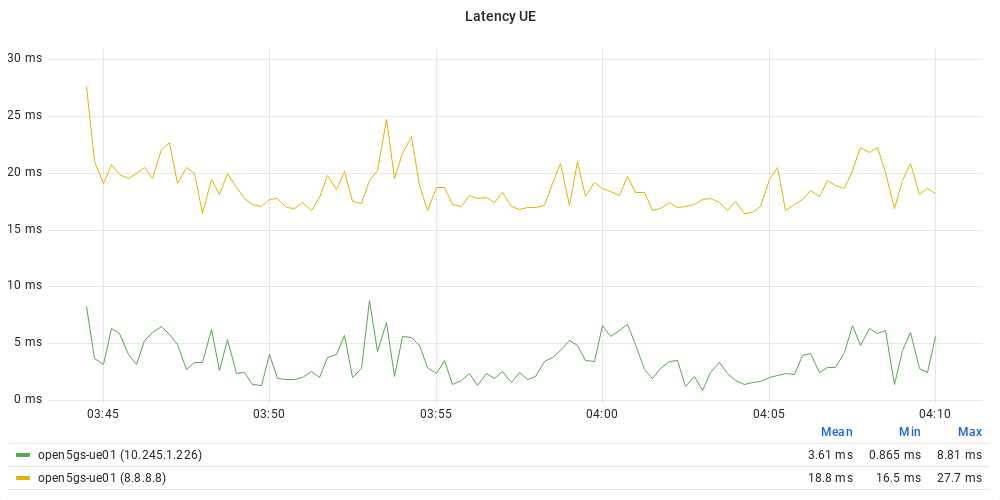 Latency UE
30 ms
25 ms
20 ms
15 ms
10 ms
5 ms
0 ms
03:45 03:50 03:55 04:00 04:05 04:10
Mean Min Max
open5gs-ue01 (10.245.1.226) 3.61 ms 0.865 ms 8.81 ms
open5gs-ue01 (8.8.8.8) 18.8 ms 16.5 ms 27.7 ms